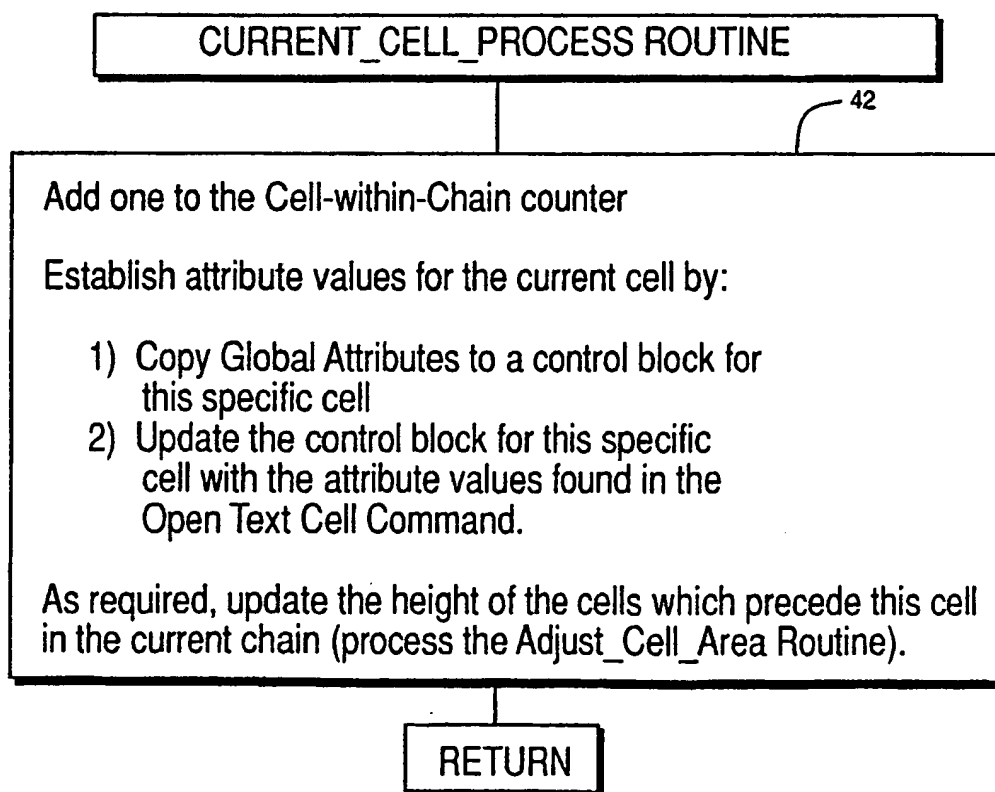 CURRENT_CELL_PROCESS ROUTINE
42
Add one to the Cell-within-Chain counter
Establish attribute values for the current cell by:
1) Copy Global Attributes to a control block for
this specific cell
2) Update the control block for this specific
cell with the attribute values found in the
Open Text Cell Command.
As required, update the height of the cells which precede this cell
in the current chain (process the Adjust_Cell_Area Routine).
RETURN